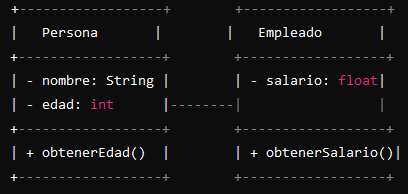 +------------------+       +------------------+
|   Persona       |       |   Empleado       |
+------------------+       +------------------+
| - nombre: String |       | - salario: float|
| - edad: int      |--------|                 |
+------------------+       +------------------+
| + obtenerEdad()  |       | + obtenerSalario()|
+------------------+       +------------------+